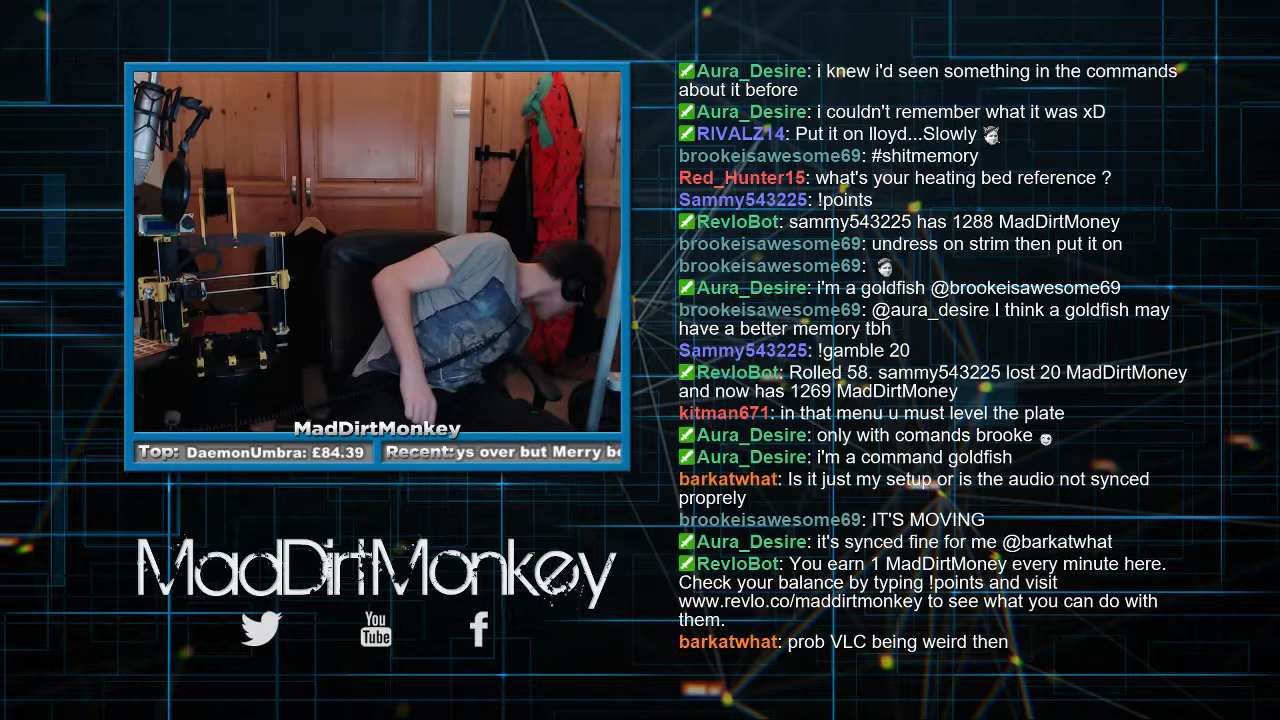 Aura_Desire: i knew i'd seen something in the commands
about it before
Aura_Desire: i couldn't remember what it was xD
RIVALZ14: Put it on lloyd...Slowly
brookeisawesome69: #shitmemory
Red_Hunter15: what's your heating bed reference ?
Sammy543225: !points
RevloBot: sammy543225 has 1288 MadDirtMoney
brookeisawesome69: undress on strim then put it on
brookeisawesome69:
Aura_Desire: i'm a goldfish @brookeisawesome69
brookeisawesome69: @aura_desire I think a goldfish may
have a better memory tbh
Sammy543225: !gamble 20
RevloBot: Rolled 58. sammy543225 lost 20 MadDirtMoney
and now has 1269 MadDirtMoney
kitman671: in that menu u must level the plate
Aura_Desire: only with comands brooke
Aura_Desire: i'm a command goldfish
barkatwhat: Is it just my setup or is the audio not synced
proprely
brookeisawesome69: IT'S MOVING
Aura_Desire: it's synced fine for me @barkatwhat
RevloBot: You earn 1 MadDirtMoney every minute here.
Check your balance by typing !points and visit
www.revlo.co/maddirtmonkey to see what you can do with
them.
barkatwhat: prob VLC being weird then
MadDirtMonkey
Top: DaemonUmbra: £84.39
Recent: ys over but Merry be
MadDirtMonkey
You
Tube
f